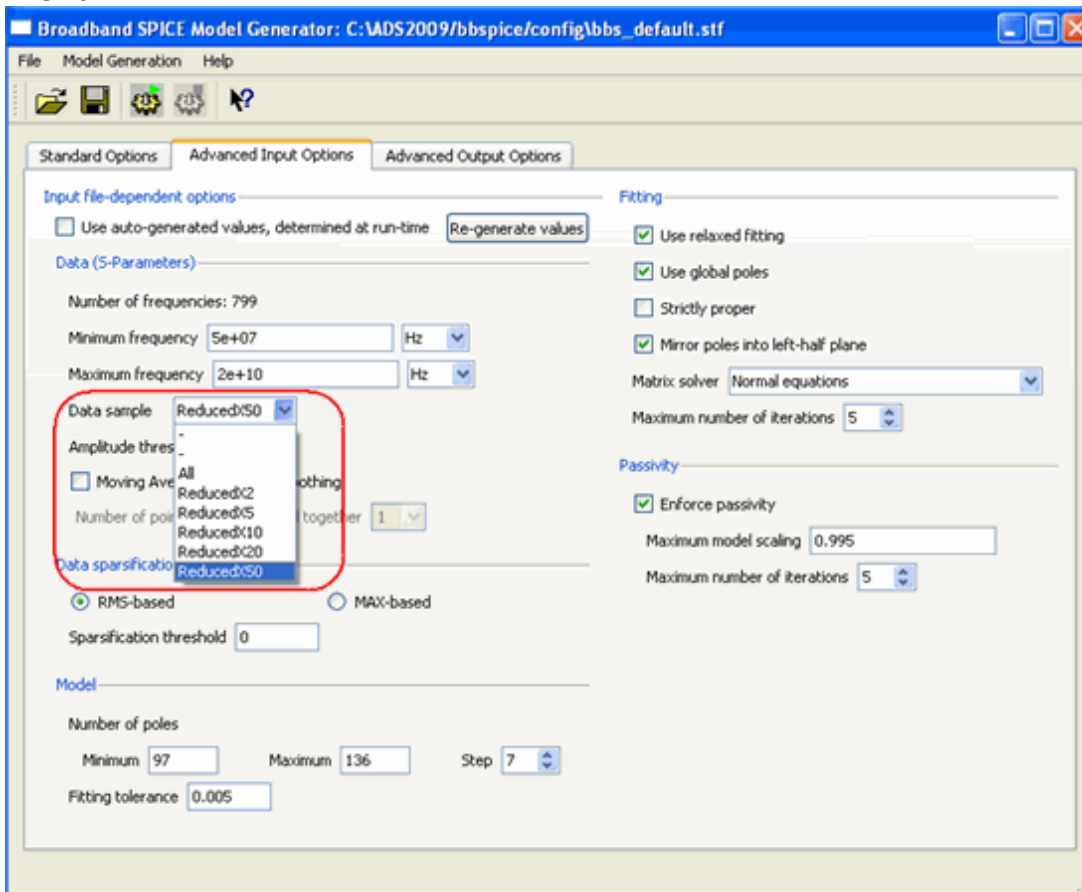 Broadband SPICE Model Generator: C:\ADS2009/bbspice/config\bbs_default.stf
File Model Generation Help
Standard Options Advanced Input Options Advanced Output Options
Input file-dependent options
Use auto-generated values, determined at run-time Re-generate values
Data (S-Parameters)
Number of frequencies: 799
Minimum frequency 5e+07 Hz
Maximum frequency 2e+10 Hz
Data sample ReducedX50
-
Amplitude thres
-
All
Moving Ave othing
ReducedX2
ReducedX5
Number of poin together 1
ReducedX10
ReducedX20
Data sparsificatio
ReducedX50
RMS-based MAX-based
Sparsification threshold 0
Model
Number of poles
Minimum 97 Maximum 136 Step 7
Fitting tolerance 0.005
Fitting
Use relaxed fitting
Use global poles
Strictly proper
Mirror poles into left-half plane
Matrix solver Normal equations
Maximum number of iterations 5
Passivity
Enforce passivity
Maximum model scaling 0.995
Maximum number of iterations 5